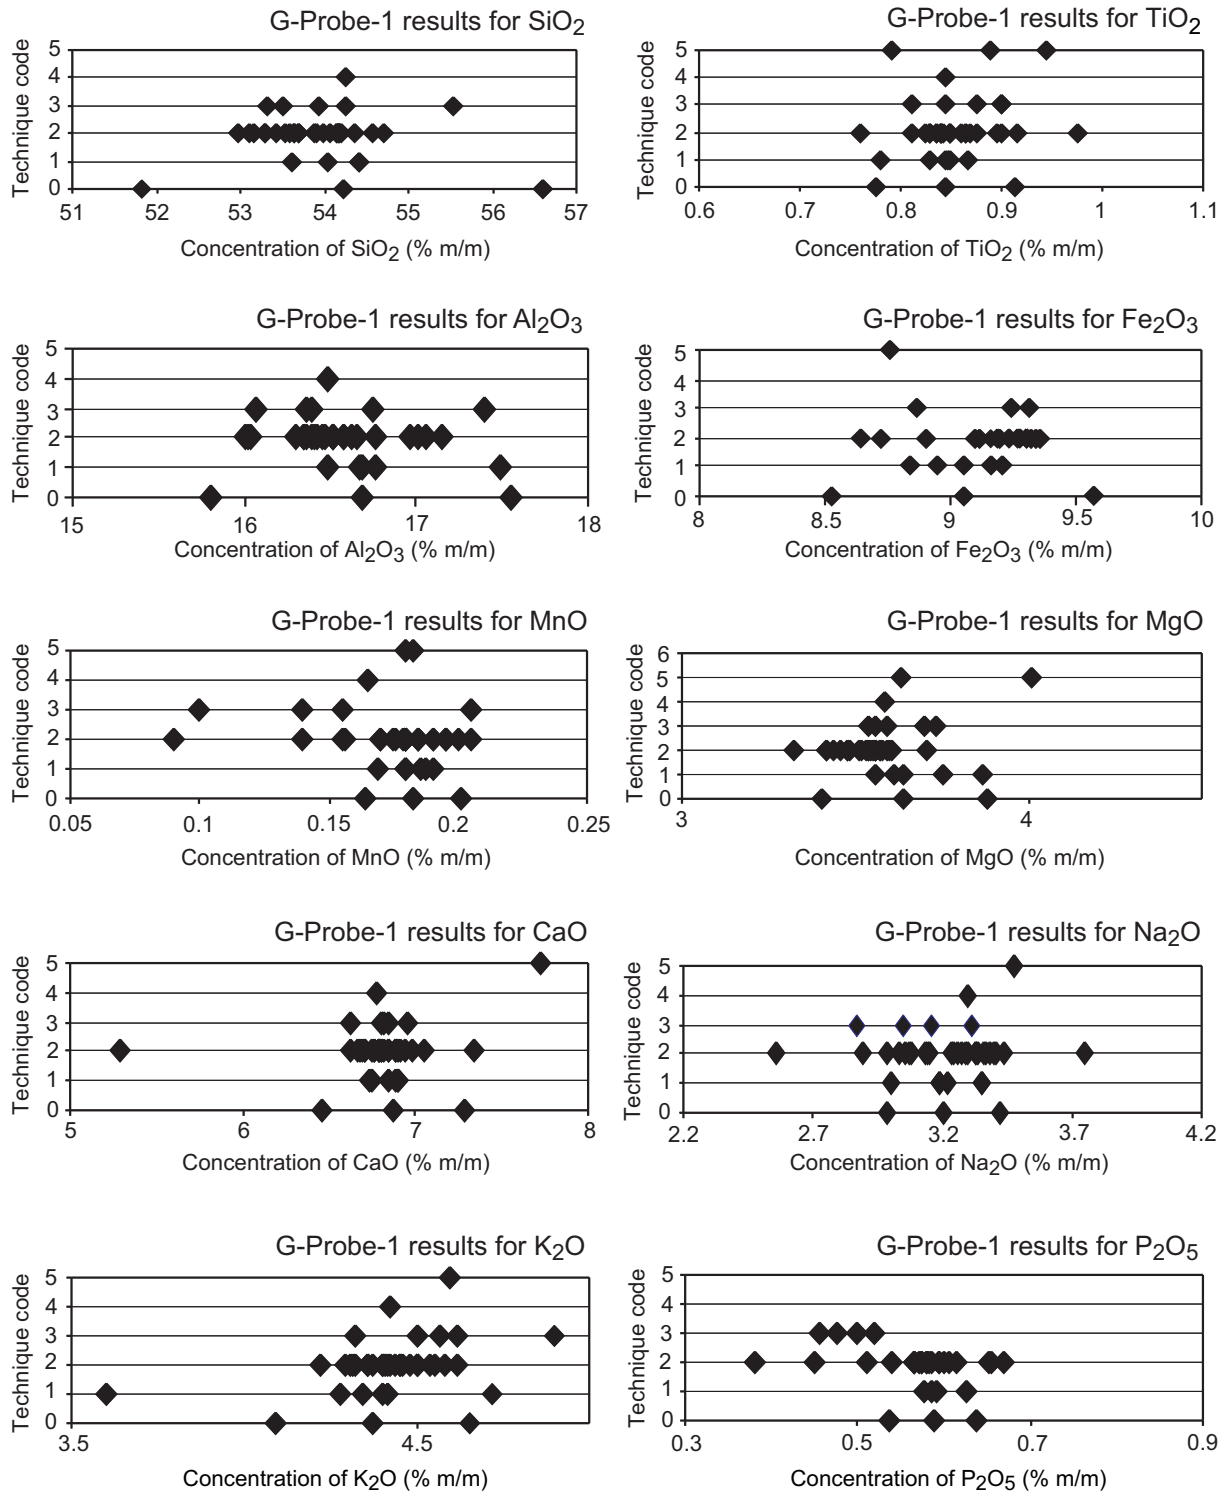 G-Probe-1 results for SiO2
Technique code
5
4
3
2
1
0
51 52 53 54 55 56 57
Concentration of SiO2 (% m/m)
G-Probe-1 results for TiO2
Technique code
5
4
3
2
1
0
0.6 0.7 0.8 0.9 1 1.1
Concentration of TiO2 (% m/m)
G-Probe-1 results for Al2O3
Technique code
5
4
3
2
1
0
15 16 17 18
Concentration of Al2O3 (% m/m)
G-Probe-1 results for Fe2O3
Technique code
5
4
3
2
1
0
8 8.5 9 9.5 10
Concentration of Fe2O3 (% m/m)
G-Probe-1 results for MnO
Technique code
5
4
3
2
1
0
0.05 0.1 0.15 0.2 0.25
Concentration of MnO (% m/m)
G-Probe-1 results for MgO
Technique code
6
5
4
3
2
1
0
3 4
Concentration of MgO (% m/m)
G-Probe-1 results for CaO
Technique code
5
4
3
2
1
0
5 6 7 8
Concentration of CaO (% m/m)
G-Probe-1 results for Na2O
Technique code
5
4
3
2
1
0
2.2 2.7 3.2 3.7 4.2
Concentration of Na2O (% m/m)
G-Probe-1 results for K2O
Technique code
5
4
3
2
1
0
3.5 4.5
Concentration of K2O (% m/m)
G-Probe-1 results for P2O5
Technique code
5
4
3
2
1
0
0.3 0.5 0.7 0.9
Concentration of P2O5 (% m/m)